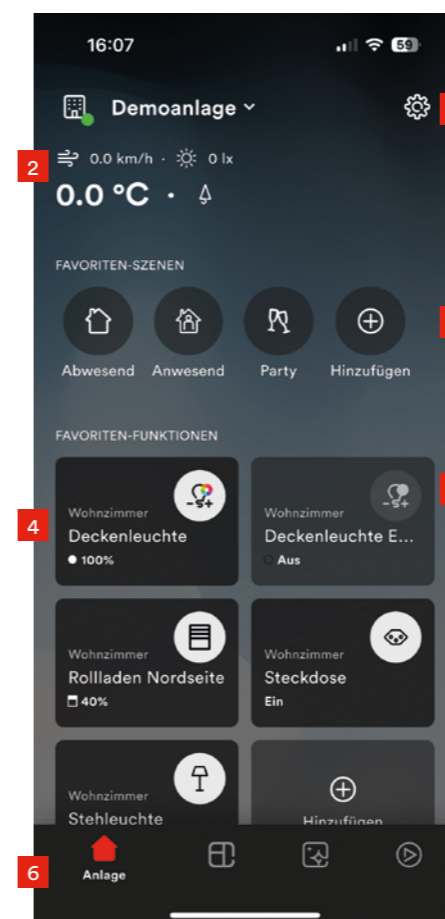 16:07 59
Demoanlage
2 0.0 km/h · 0 lx
0.0 °C ·
FAVORITEN-SZENEN
Abwesend Anwesend Party Hinzufügen
FAVORITEN-FUNKTIONEN
4
Wohnzimmer
Deckenleuchte
100%
Wohnzimmer
Deckenleuchte E...
Aus
Wohnzimmer
Rollladen Nordseite
40%
Wohnzimmer
Steckdose
Ein
Wohnzimmer
Stehleuchte
Hinzufügen
6
Anlage